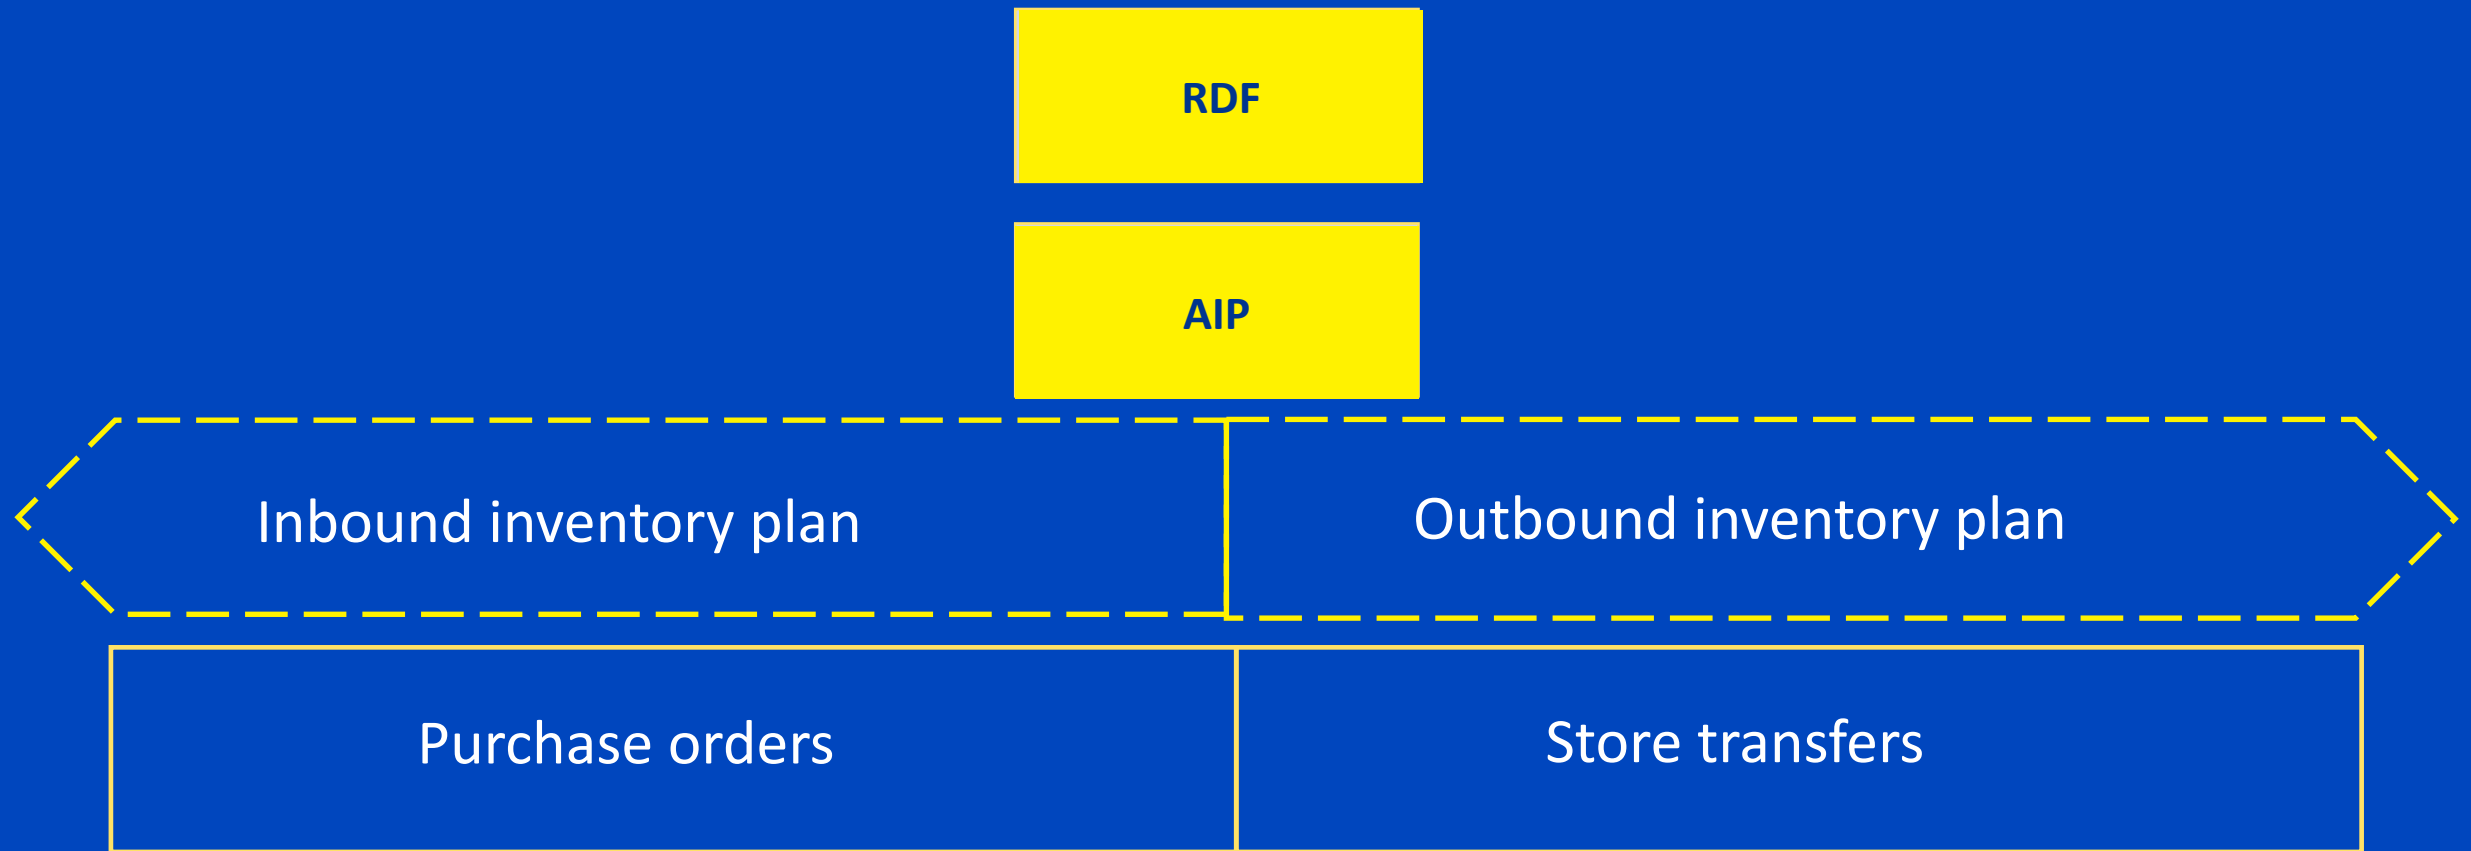 RDF
AIP
Inbound inventory plan
Outbound inventory plan
Purchase orders
Store transfers